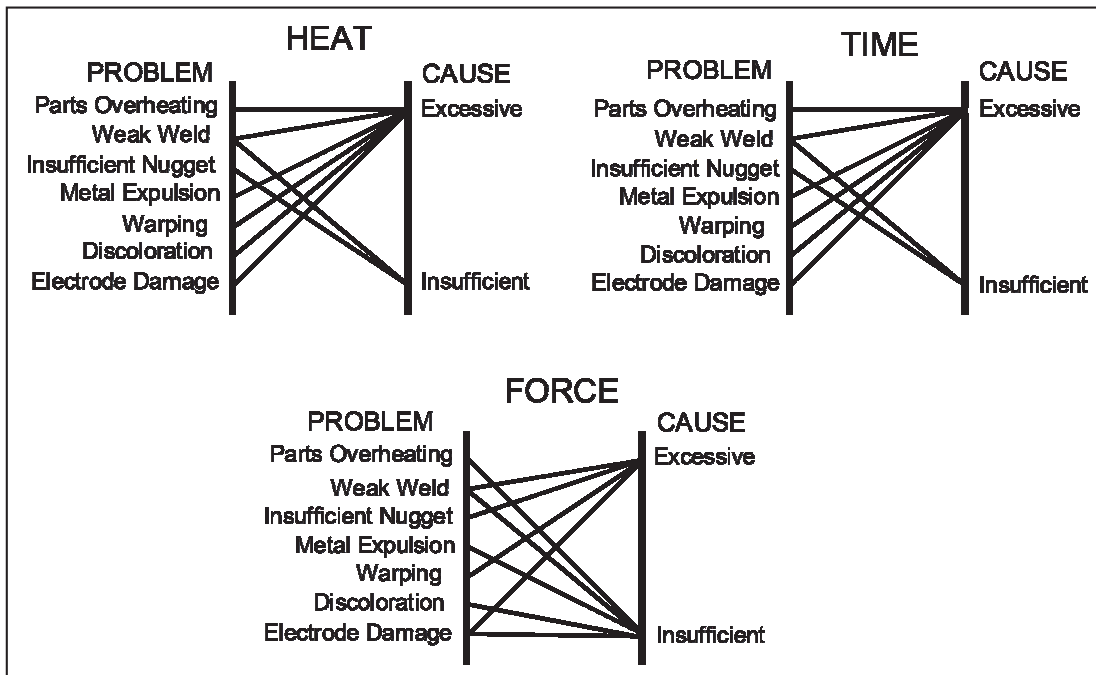 HEAT
PROBLEM
CAUSE
Parts Overheating
Excessive
Weak Weld
Insufficient Nugget
Metal Expulsion
Warping
Discoloration
Electrode Damage
Insufficient
TIME
PROBLEM
CAUSE
Parts Overheating
Excessive
Weak Weld
Insufficient Nugget
Metal Expulsion
Warping
Discoloration
Electrode Damage
Insufficient
FORCE
PROBLEM
CAUSE
Parts Overheating
Excessive
Weak Weld
Insufficient Nugget
Metal Expulsion
Warping
Discoloration
Electrode Damage
Insufficient